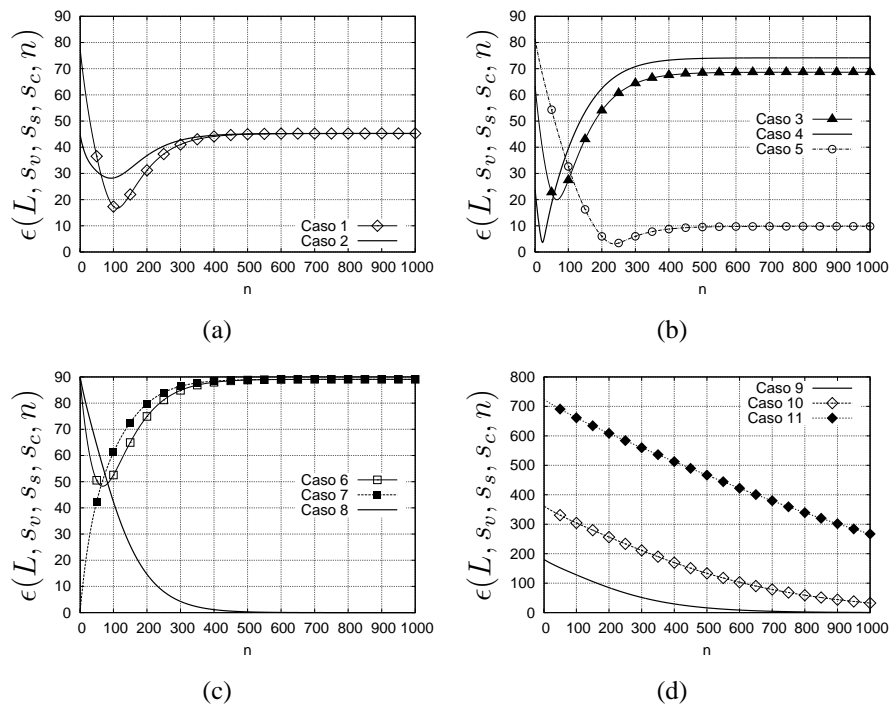 ϵ(L, s_v, s_s, s_c, n)
90
80
70
60
50
40
30
20
10
0
Caso 1
Caso 2
0 100 200 300 400 500 600 700 800 900 1000
n
(a)
ϵ(L, s_v, s_s, s_c, n)
90
80
70
60
50
40
30
20
10
0
Caso 3
Caso 4
Caso 5
0 100 200 300 400 500 600 700 800 900 1000
n
(b)
ϵ(L, s_v, s_s, s_c, n)
90
80
70
60
50
40
30
20
10
0
Caso 6
Caso 7
Caso 8
0 100 200 300 400 500 600 700 800 900 1000
n
(c)
ϵ(L, s_v, s_s, s_c, n)
800
700
600
500
400
300
200
100
0
Caso 9
Caso 10
Caso 11
0 100 200 300 400 500 600 700 800 900 1000
n
(d)